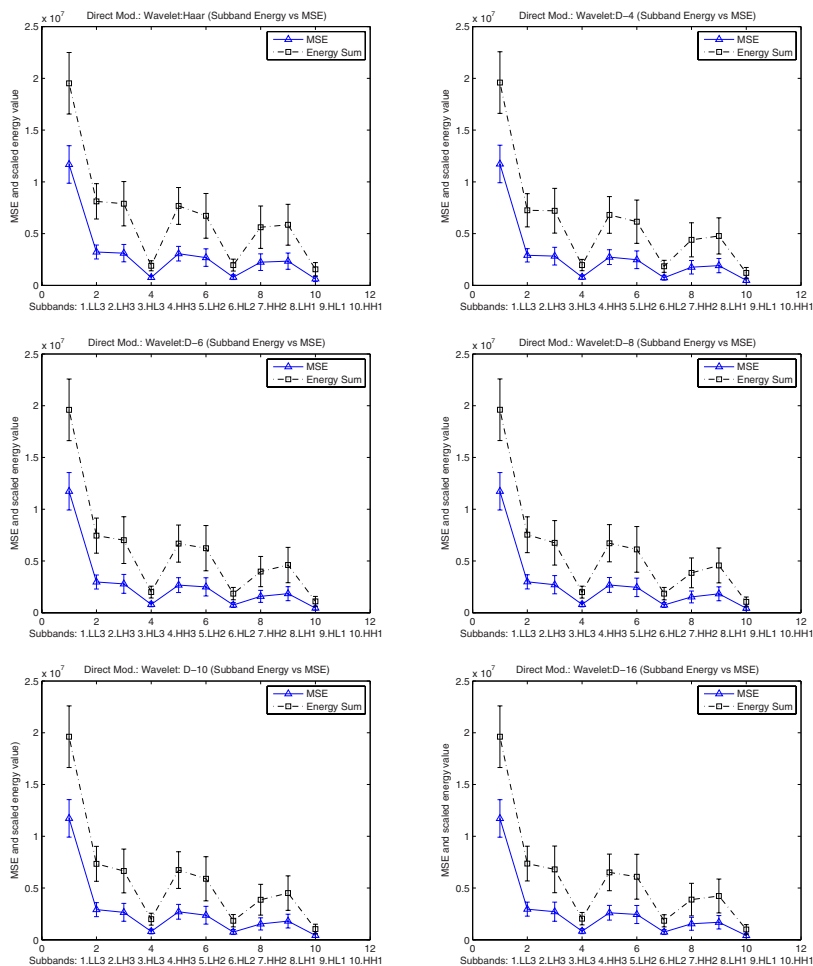 x 10^7
Direct Mod.: Wavelet:Haar (Subband Energy vs MSE)
MSE
Energy Sum
MSE and scaled energy value
2.5
2
1.5
1
0.5
0
0 2 4 6 8 10 12
Subbands: 1.LL3 2.LH3 3.HL3 4.HH3 5.LH2 6.HL2 7.HH2 8.LH1 9.HL1 10.HH1
x 10^7
Direct Mod.: Wavelet:D-4 (Subband Energy vs MSE)
MSE
Energy Sum
MSE and scaled energy value
2.5
2
1.5
1
0.5
0
0 2 4 6 8 10 12
Subbands: 1.LL3 2.LH3 3.HL3 4.HH3 5.LH2 6.HL2 7.HH2 8.LH1 9.HL1 10.HH1
x 10^7
Direct Mod.: Wavelet:D-6 (Subband Energy vs MSE)
MSE
Energy Sum
MSE and scaled energy value
2.5
2
1.5
1
0.5
0
0 2 4 6 8 10 12
Subbands: 1.LL3 2.LH3 3.HL3 4.HH3 5.LH2 6.HL2 7.HH2 8.LH1 9.HL1 10.HH1
x 10^7
Direct Mod.: Wavelet:D-8 (Subband Energy vs MSE)
MSE
Energy Sum
MSE and scaled energy value
2.5
2
1.5
1
0.5
0
0 2 4 6 8 10 12
Subbands: 1.LL3 2.LH3 3.HL3 4.HH3 5.LH2 6.HL2 7.HH2 8.LH1 9.HL1 10.HH1
x 10^7
Direct Mod.: Wavelet: D-10 (Subband Energy vs MSE)
MSE
Energy Sum
MSE and scaled energy value)
2.5
2
1.5
1
0.5
0
0 2 4 6 8 10 12
Subbands: 1.LL3 2.LH3 3.HL3 4.HH3 5.LH2 6.HL2 7.HH2 8.LH1 9.HL1 10.HH1
x 10^7
Direct Mod.: Wavelet:D-16 (Subband Energy vs MSE)
MSE
Energy Sum
MSE and scaled energy value
2.5
2
1.5
1
0.5
0
0 2 4 6 8 10 12
Subbands: 1.LL3 2.LH3 3.HL3 4.HH3 5.LH2 6.HL2 7.HH2 8.LH1 9.HL1 10.HH1